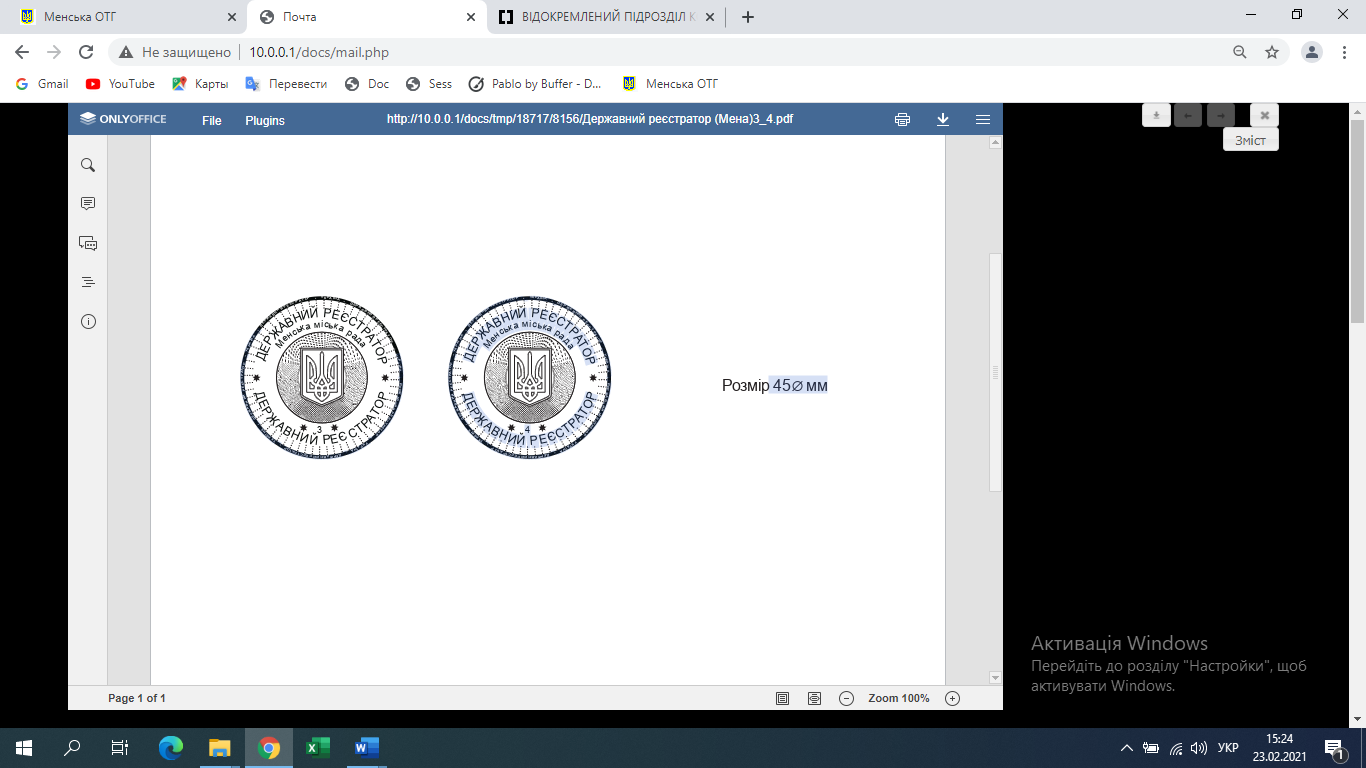 Менська ОТГ
Почта
ВІДОКРЕМЛЕНИЙ ПІДРОЗДІЛ К
Не защищено
10.0.0.1/docs/mail.php
Gmail
YouTube
Карты
Перевести
Doc
Sess
Pablo by Buffer - D...
Менська ОТГ
ONLYOFFICE
File
Plugins
http://10.0.0.1/docs/tmp/18717/8156/Державний реєстратор (Мена)3_4.pdf
Зміст
ДЕРЖАВНИЙ РЕЄСТРАТОР
Менська міська рада
3
ДЕРЖАВНИЙ РЕЄСТРАТОР
ДЕРЖАВНИЙ РЕЄСТРАТОР
Менська міська рада
4
ДЕРЖАВНИЙ РЕЄСТРАТОР
Розмір 45∅ мм
Активація Windows
Перейдіть до розділу "Настройки", щоб
активувати Windows.
Page 1 of 1
Zoom 100%
УКР
15:24
23.02.2021
1